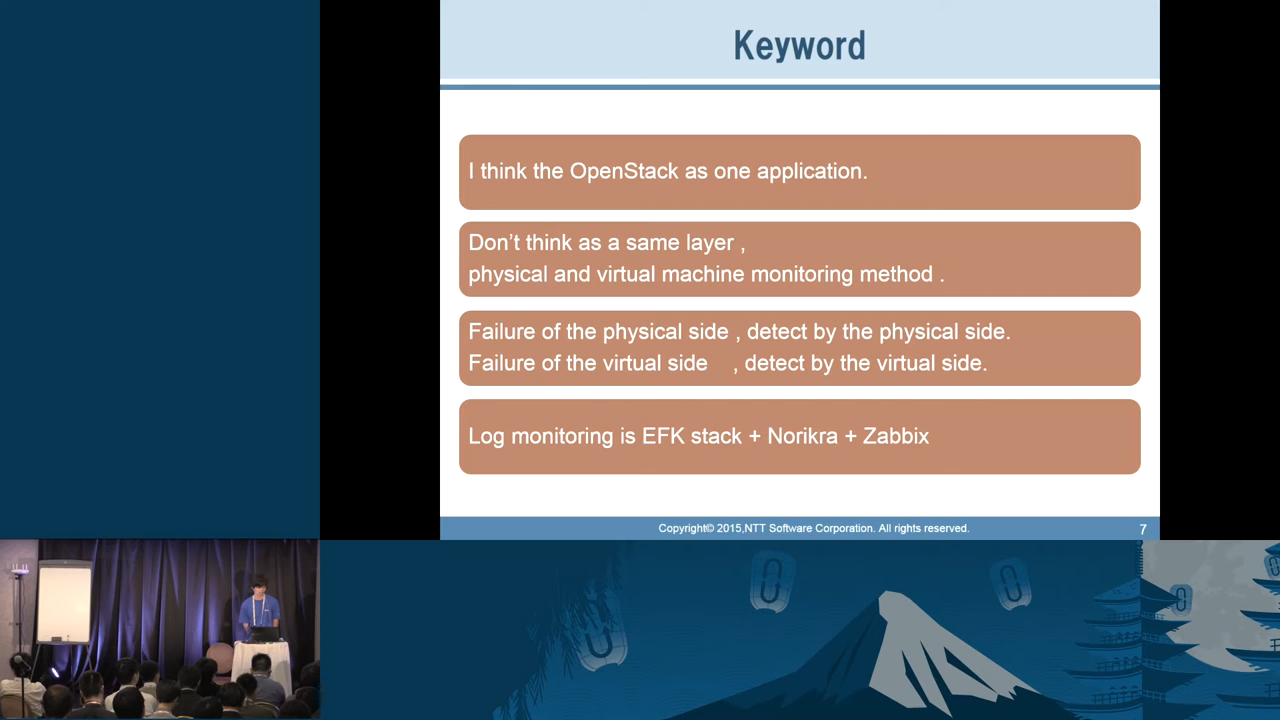 Keyword
I think the OpenStack as one application.
Don't think as a same layer ,
physical and virtual machine monitoring method .
Failure of the physical side , detect by the physical side.
Failure of the virtual side , detect by the virtual side.
Log monitoring is EFK stack + Norikra + Zabbix
Copyright© 2015,NTT Software Corporation. All rights reserved.
7